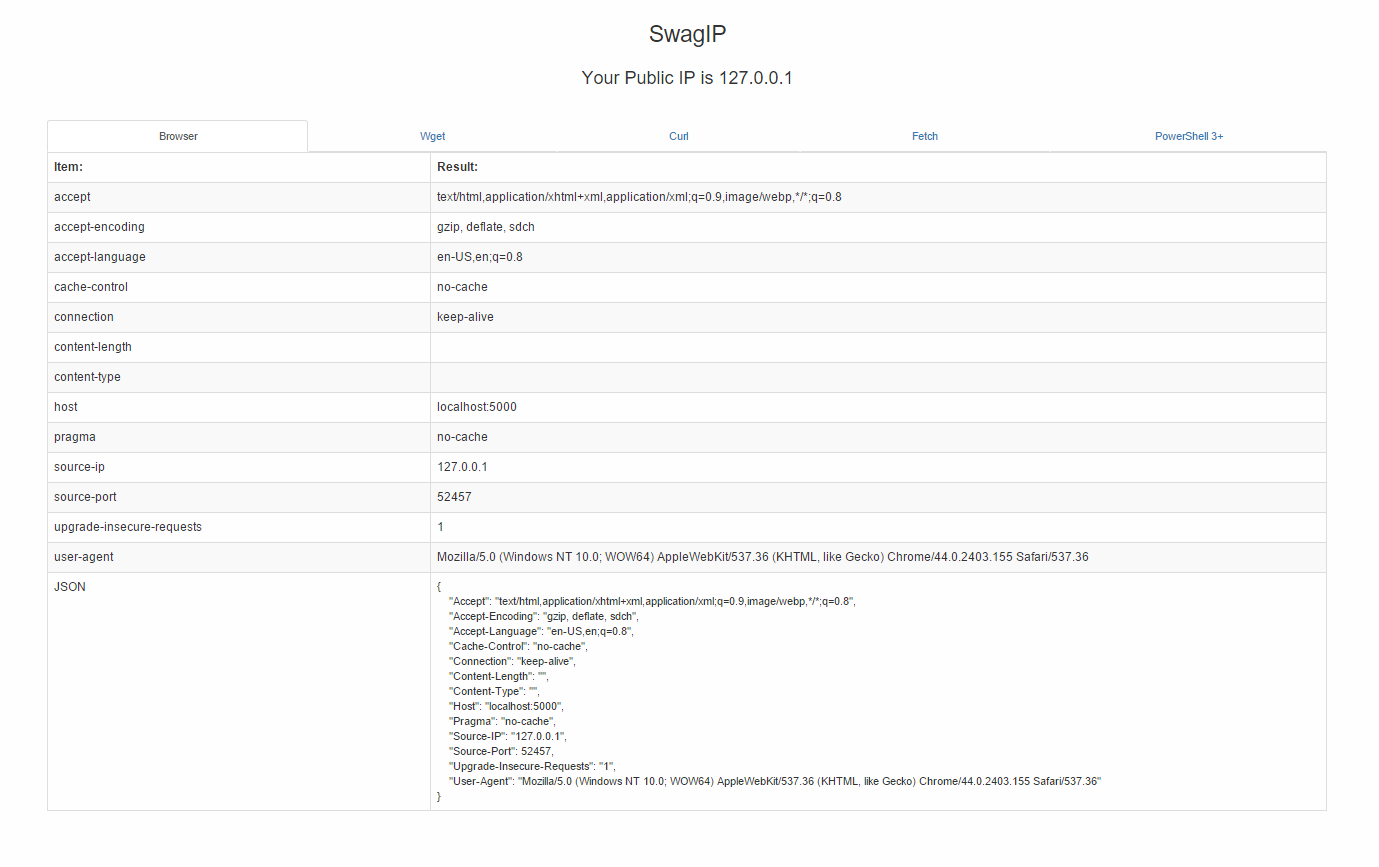 SwagIP
Your Public IP is 127.0.0.1
Browser Wget Curl Fetch PowerShell 3+
Item: Result:
accept text/html,application/xhtml+xml,application/xml;q=0.9,image/webp,*/*;q=0.8
accept-encoding gzip, deflate, sdch
accept-language en-US,en;q=0.8
cache-control no-cache
connection keep-alive
content-length
content-type
host localhost:5000
pragma no-cache
source-ip 127.0.0.1
source-port 52457
upgrade-insecure-requests 1
user-agent Mozilla/5.0 (Windows NT 10.0; WOW64) AppleWebKit/537.36 (KHTML, like Gecko) Chrome/44.0.2403.155 Safari/537.36
JSON {
"Accept": "text/html,application/xhtml+xml,application/xml;q=0.9,image/webp,*/*;q=0.8",
"Accept-Encoding": "gzip, deflate, sdch",
"Accept-Language": "en-US,en;q=0.8",
"Cache-Control": "no-cache",
"Connection": "keep-alive",
"Content-Length": "",
"Content-Type": "",
"Host": "localhost:5000",
"Pragma": "no-cache",
"Source-IP": "127.0.0.1",
"Source-Port": 52457,
"Upgrade-Insecure-Requests": "1",
"User-Agent": "Mozilla/5.0 (Windows NT 10.0; WOW64) AppleWebKit/537.36 (KHTML, like Gecko) Chrome/44.0.2403.155 Safari/537.36"
}